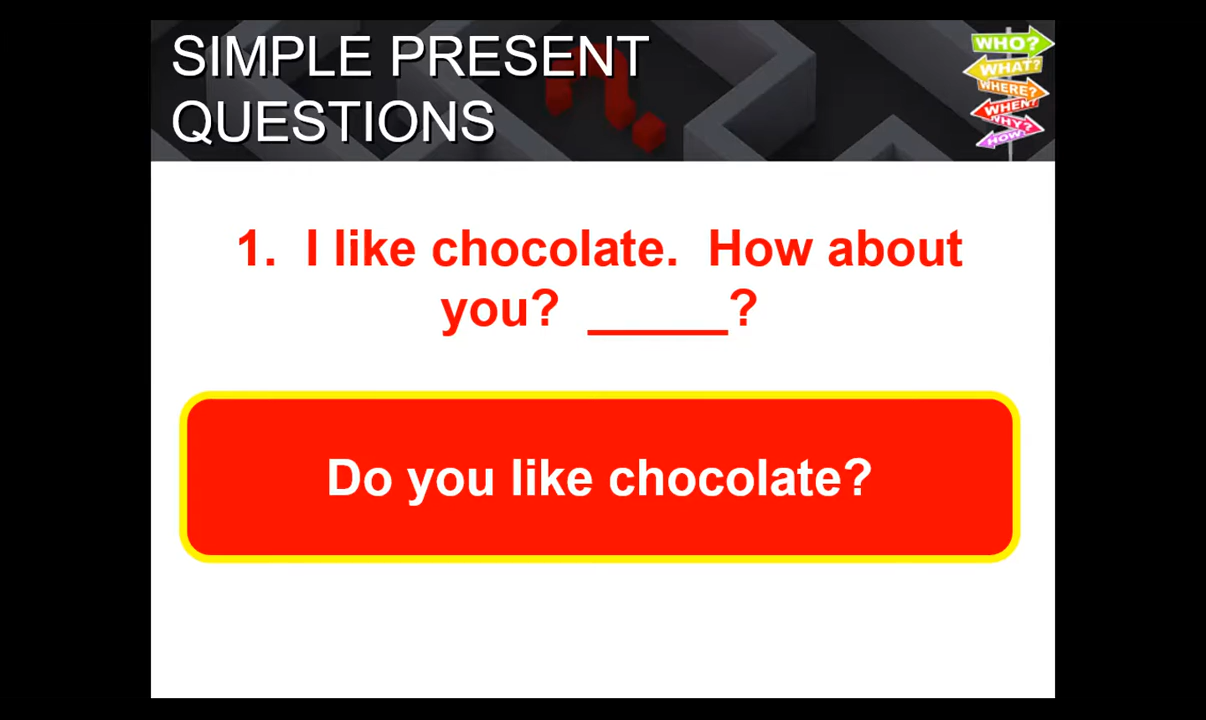 SIMPLE PRESENT
QUESTIONS
WHO?
WHAT?
WHERE?
WHEN?
WHY?
HOW?
1. I like chocolate. How about
you? _____?
Do you like chocolate?